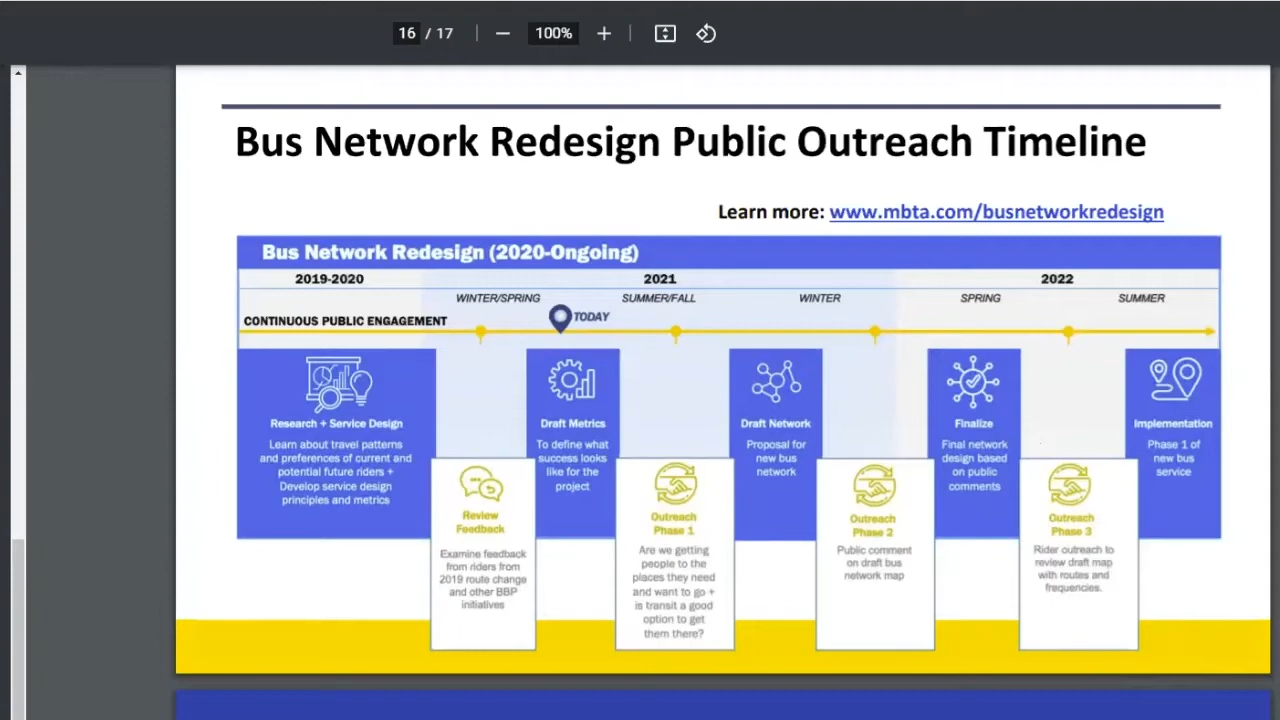 16 / 17
100%
Bus Network Redesign Public Outreach Timeline
Learn more: www.mbta.com/busnetworkredesign
Bus Network Redesign (2020-Ongoing)
2019-2020
2021
2022
WINTER/SPRING
SUMMER/FALL
WINTER
SPRING
SUMMER
TODAY
CONTINUOUS PUBLIC ENGAGEMENT
Research + Service Design
Learn about travel patterns
and preferences of current and
potential future riders +
Develop service design
principles and metrics
Review
Feedback
Examine feedback
from riders from
2019 route change
and other BBP
initiatives
Draft Metrics
To define what
success looks
like for the
project
Outreach
Phase 1
Are we getting
people to the
places they need
and want to go +
is transit a good
option to get
them there?
Draft Network
Proposal for
new bus
network
Outreach
Phase 2
Public comment
on draft bus
network map
Finalize
Final network
design based
on public
comments
Outreach
Phase 3
Rider outreach to
review draft map
with routes and
frequencies.
Implementation
Phase 1 of
new bus
service